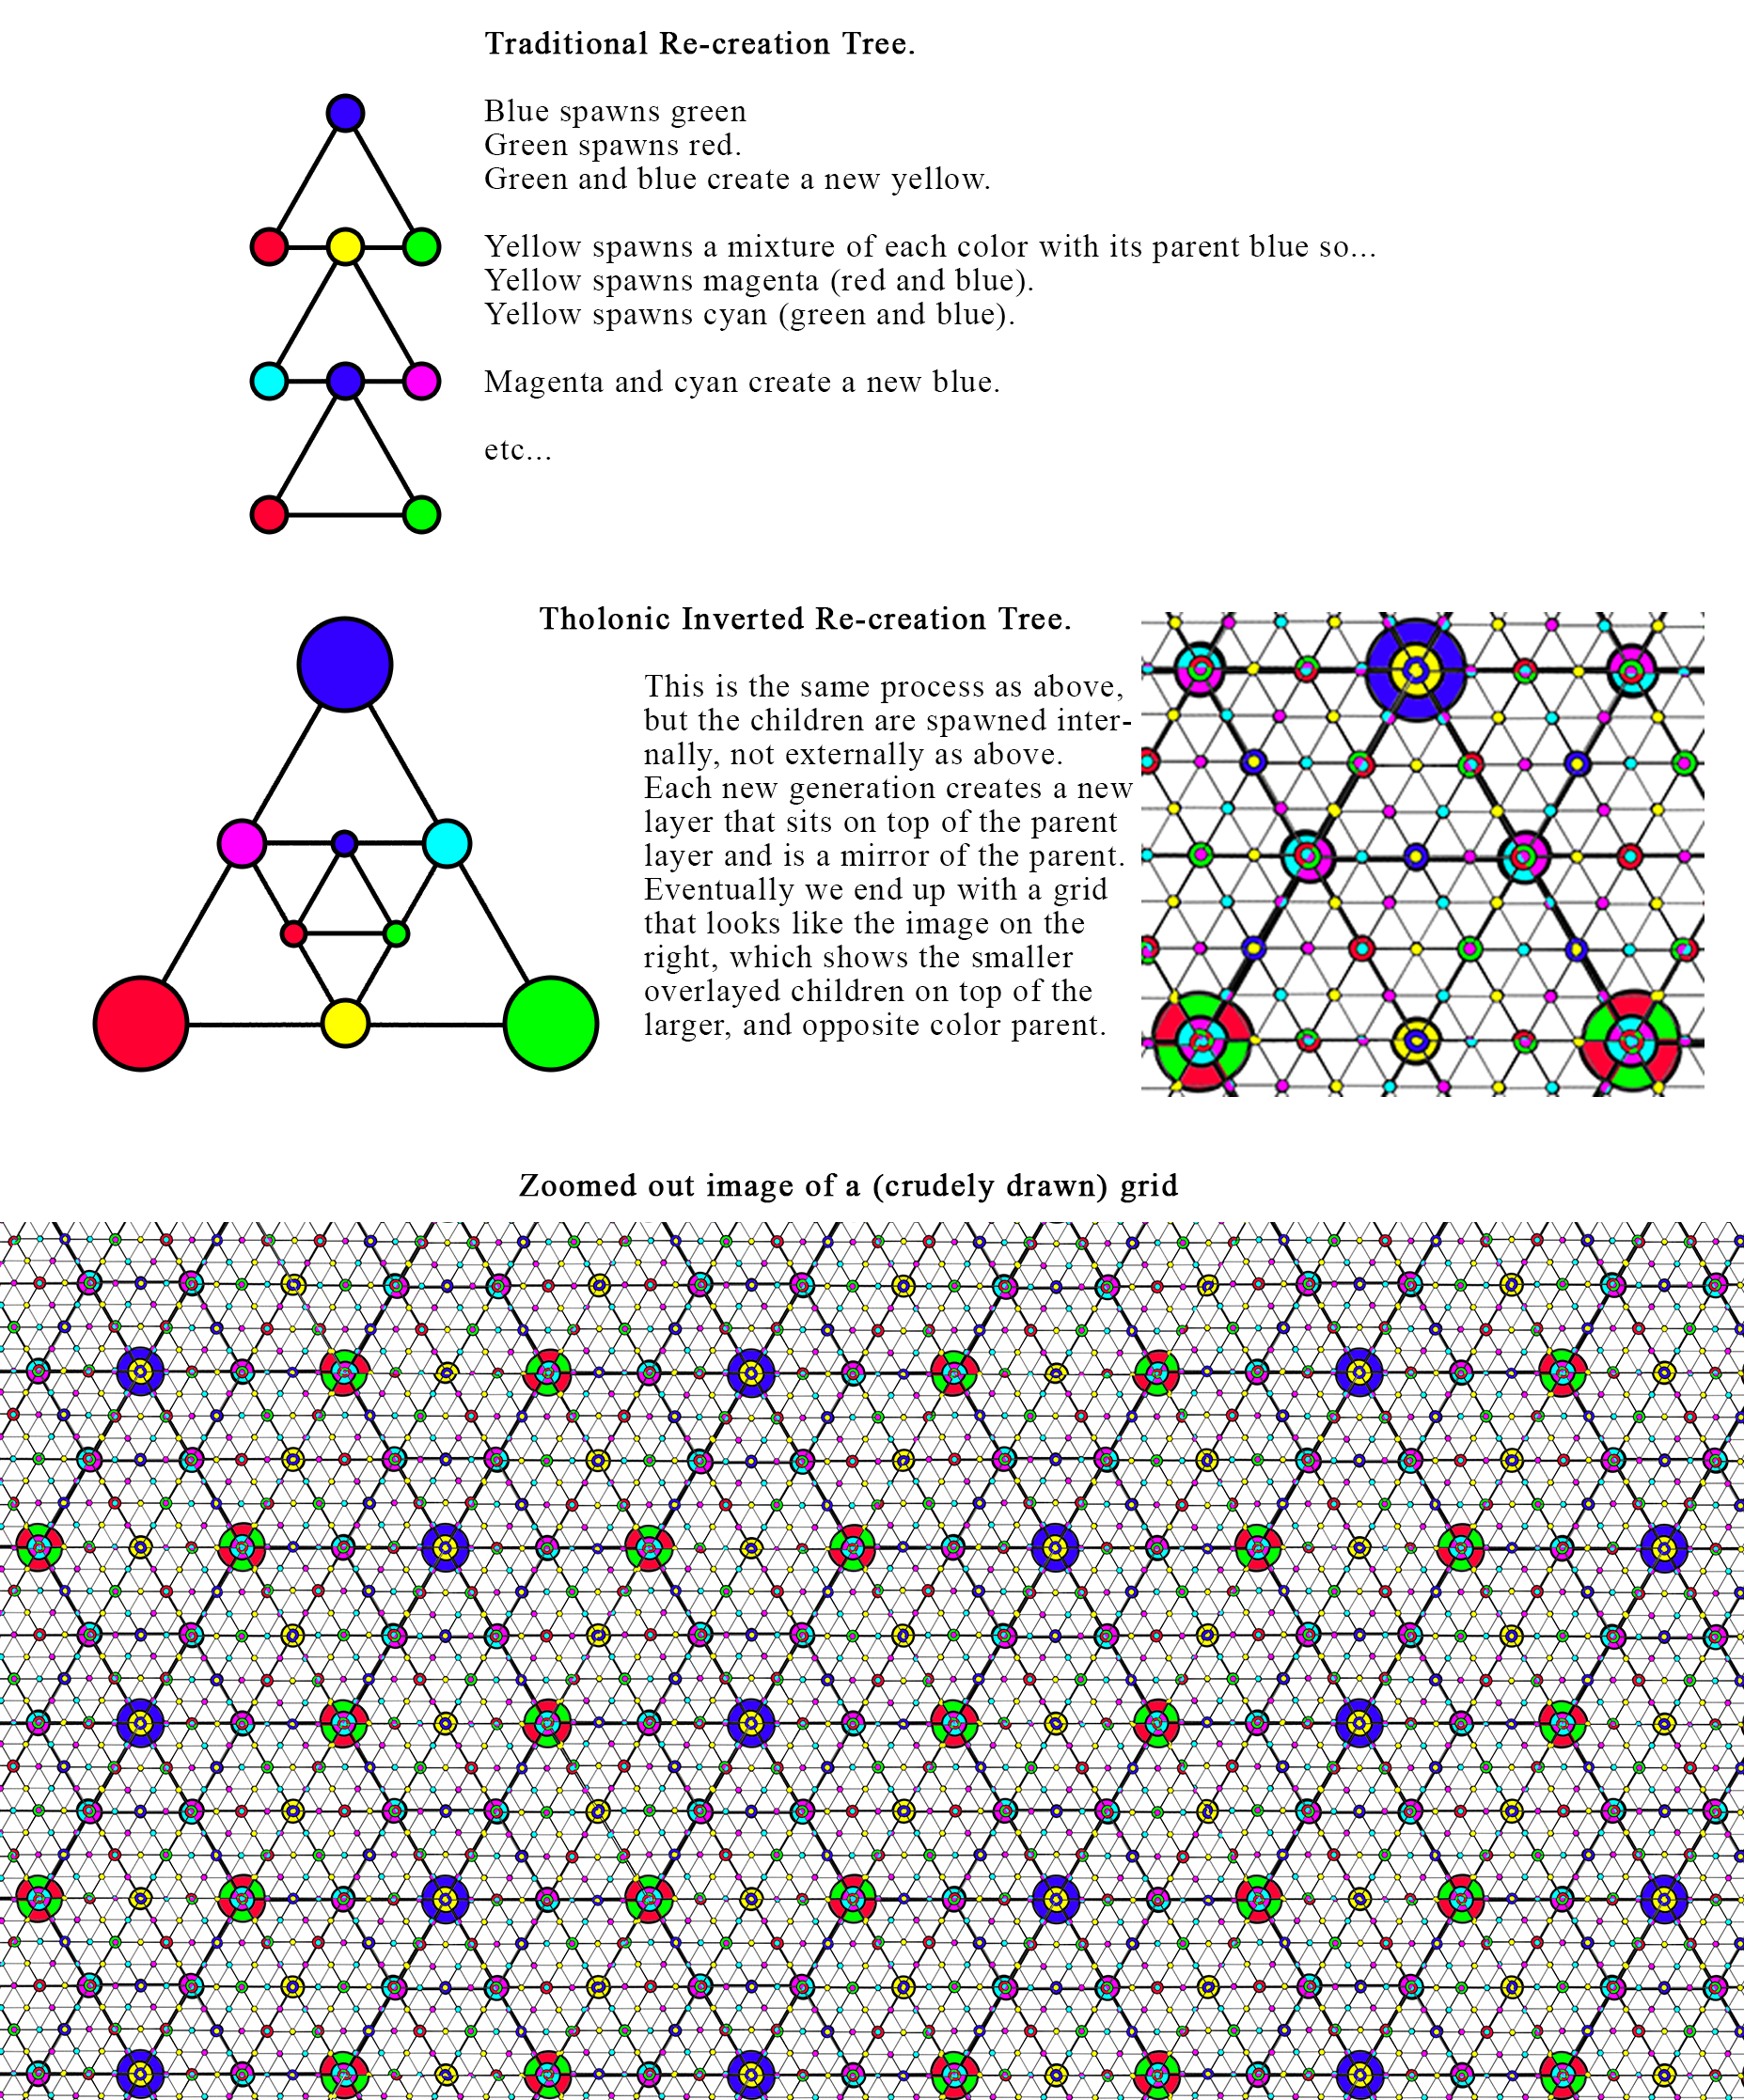 Traditional Re-creation Tree.
Blue spawns green
Green spawns red.
Green and blue create a new yellow.
Yellow spawns a mixture of each color with its parent blue so...
Yellow spawns magenta (red and blue).
Yellow spawns cyan (green and blue).
Magenta and cyan create a new blue.
etc...
Tholonic Inverted Re-creation Tree.
This is the same process as above,
but the children are spawned inter-
nally, not externally as above.
Each new generation creates a new
layer that sits on top of the parent
layer and is a mirror of the parent.
Eventually we end up with a grid
that looks like the image on the
right, which shows the smaller
overlayed children on top of the
larger, and opposite color parent.
Zoomed out image of a (crudely drawn) grid